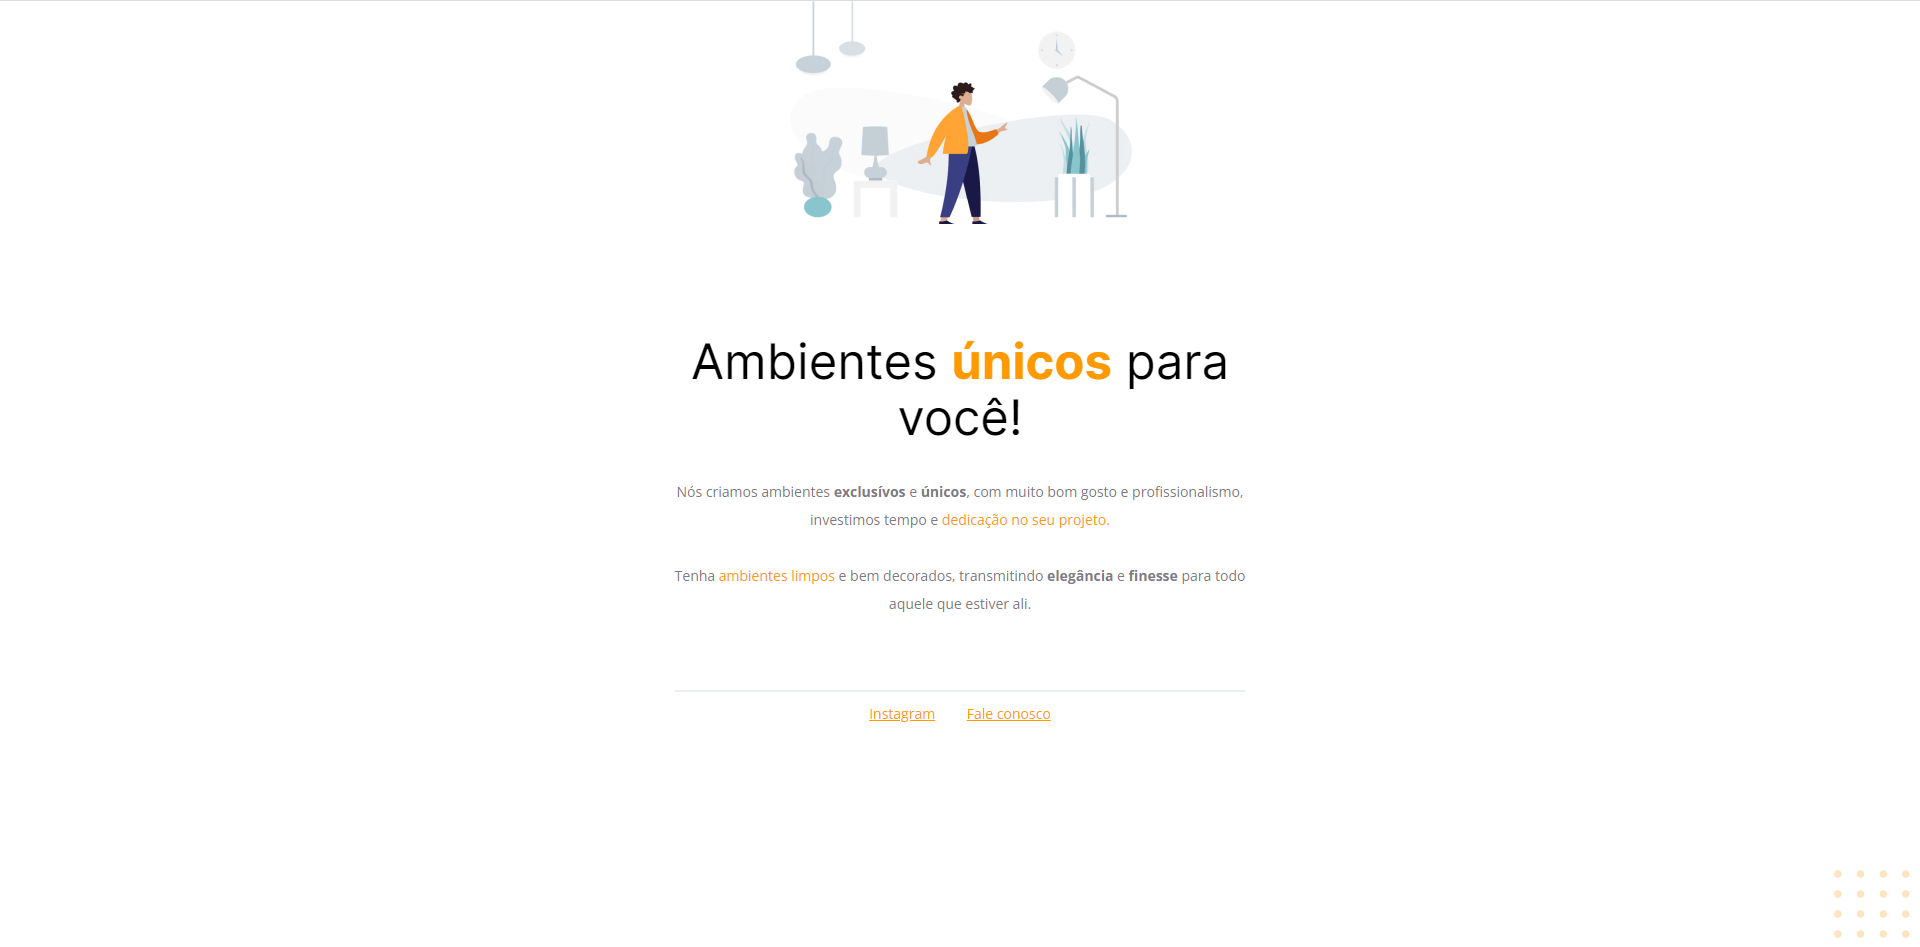 Ambientes únicos para
você!
Nós criamos ambientes exclusívos e únicos, com muito bom gosto e profissionalismo,
investimos tempo e dedicação no seu projeto.
Tenha ambientes limpos e bem decorados, transmitindo elegância e finesse para todo
aquele que estiver ali.
Instagram Fale conosco